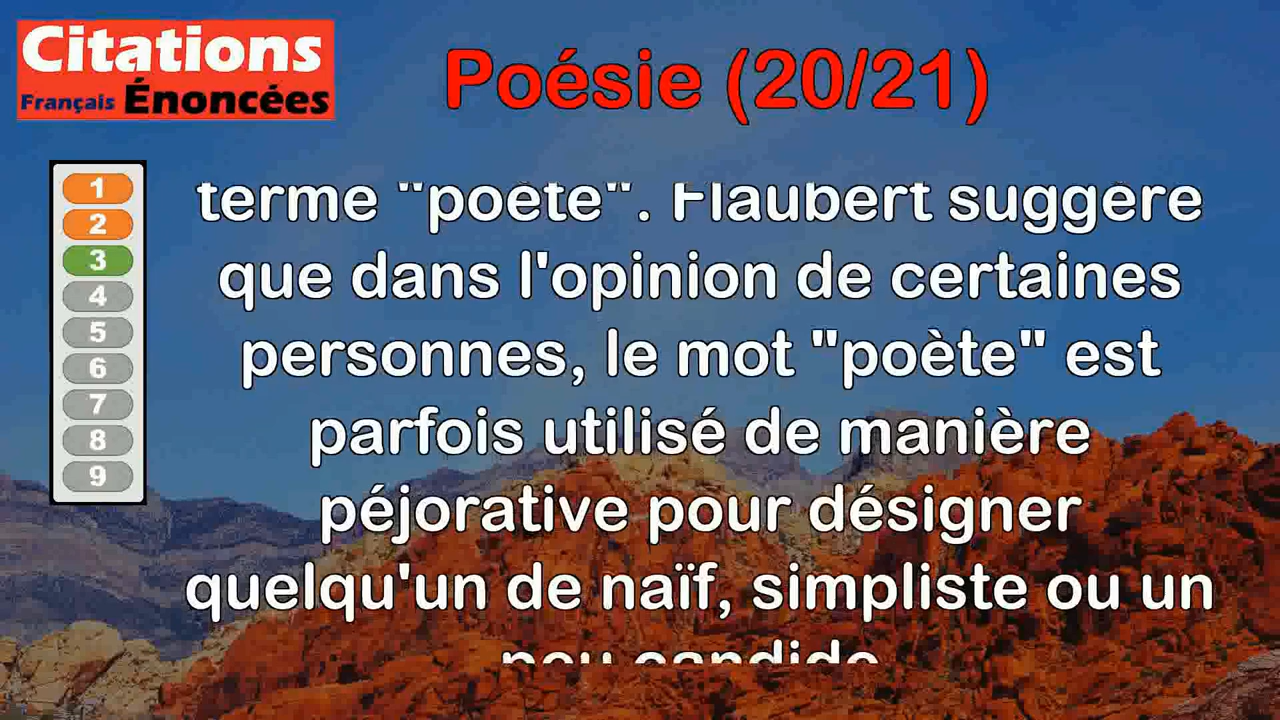 Citations
Français Énoncées
Poésie (20/21)
1
2
3
4
5
6
7
8
9
terme "poète". Flaubert suggère
que dans l'opinion de certaines
personnes, le mot "poète" est
parfois utilisé de manière
péjorative pour désigner
quelqu'un de naïf, simpliste ou un
peu candide